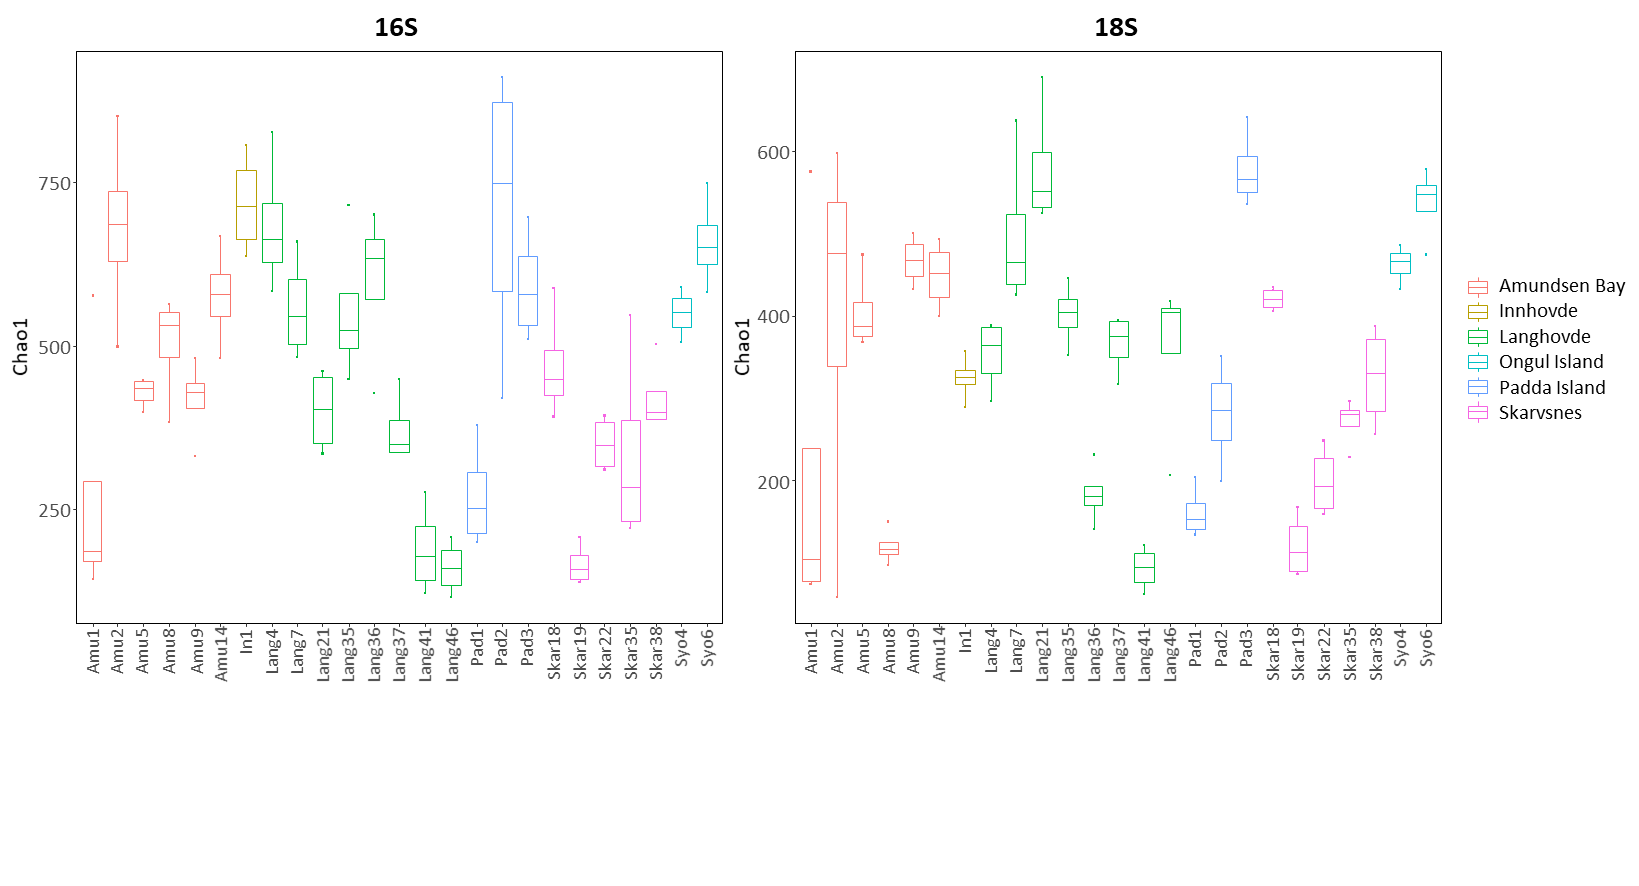 16S
18S
Chao1
750
500
250
Amu1
Amu2
Amu5
Amu8
Amu9
Amu14
In1
Lang4
Lang7
Lang21
Lang35
Lang36
Lang37
Lang41
Lang46
Pad1
Pad2
Pad3
Skar18
Skar19
Skar22
Skar35
Skar38
Syo4
Syo6
Chao1
600
400
200
Amu1
Amu2
Amu5
Amu8
Amu9
Amu14
In1
Lang4
Lang7
Lang21
Lang35
Lang36
Lang37
Lang41
Lang46
Pad1
Pad2
Pad3
Skar18
Skar19
Skar22
Skar35
Skar38
Syo4
Syo6
Amundsen Bay
Innhovde
Langhovde
Ongul Island
Padda Island
Skarvsnes